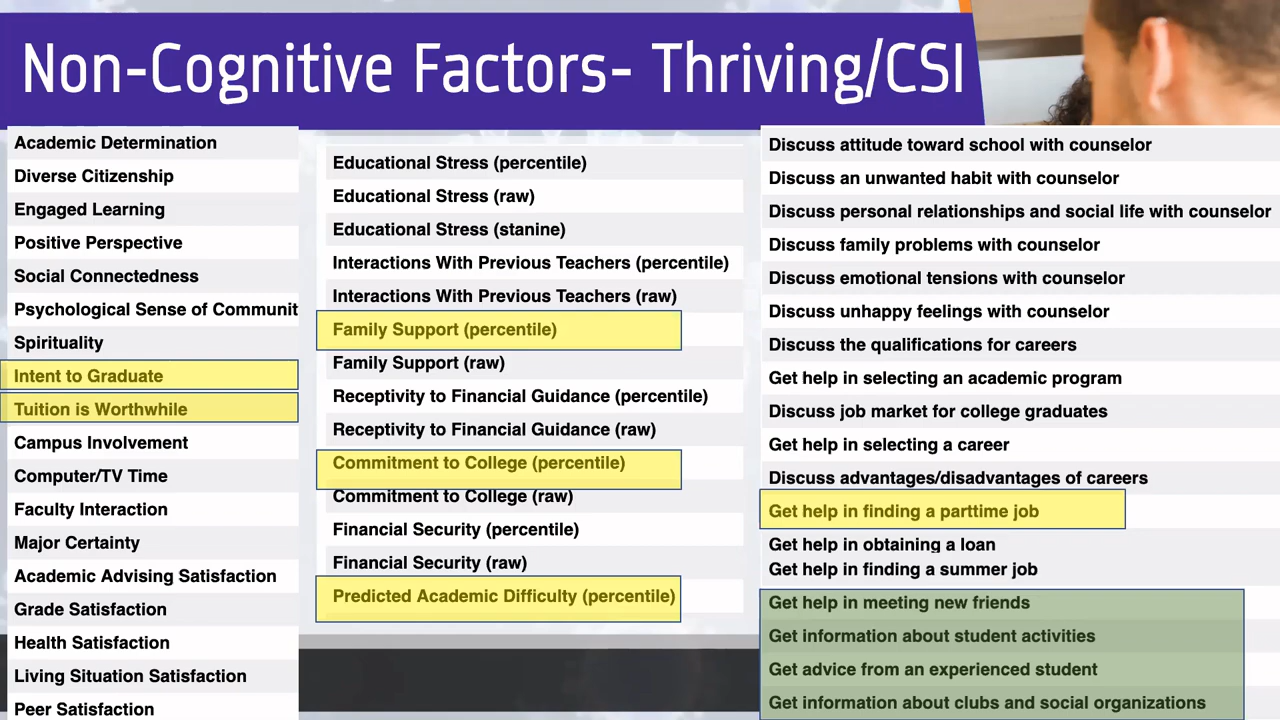 Non-Cognitive Factors- Thriving/CSI
Academic Determination
Diverse Citizenship
Engaged Learning
Positive Perspective
Social Connectedness
Psychological Sense of Communit
Spirituality
Intent to Graduate
Tuition is Worthwhile
Campus Involvement
Computer/TV Time
Faculty Interaction
Major Certainty
Academic Advising Satisfaction
Grade Satisfaction
Health Satisfaction
Living Situation Satisfaction
Peer Satisfaction
Educational Stress (percentile)
Educational Stress (raw)
Educational Stress (stanine)
Interactions With Previous Teachers (percentile)
Interactions With Previous Teachers (raw)
Family Support (percentile)
Family Support (raw)
Receptivity to Financial Guidance (percentile)
Receptivity to Financial Guidance (raw)
Commitment to College (percentile)
Commitment to College (raw)
Financial Security (percentile)
Financial Security (raw)
Predicted Academic Difficulty (percentile)
Discuss attitude toward school with counselor
Discuss an unwanted habit with counselor
Discuss personal relationships and social life with counselor
Discuss family problems with counselor
Discuss emotional tensions with counselor
Discuss unhappy feelings with counselor
Discuss the qualifications for careers
Get help in selecting an academic program
Discuss job market for college graduates
Get help in selecting a career
Discuss advantages/disadvantages of careers
Get help in finding a parttime job
Get help in obtaining a loan
Get help in finding a summer job
Get help in meeting new friends
Get information about student activities
Get advice from an experienced student
Get information about clubs and social organizations